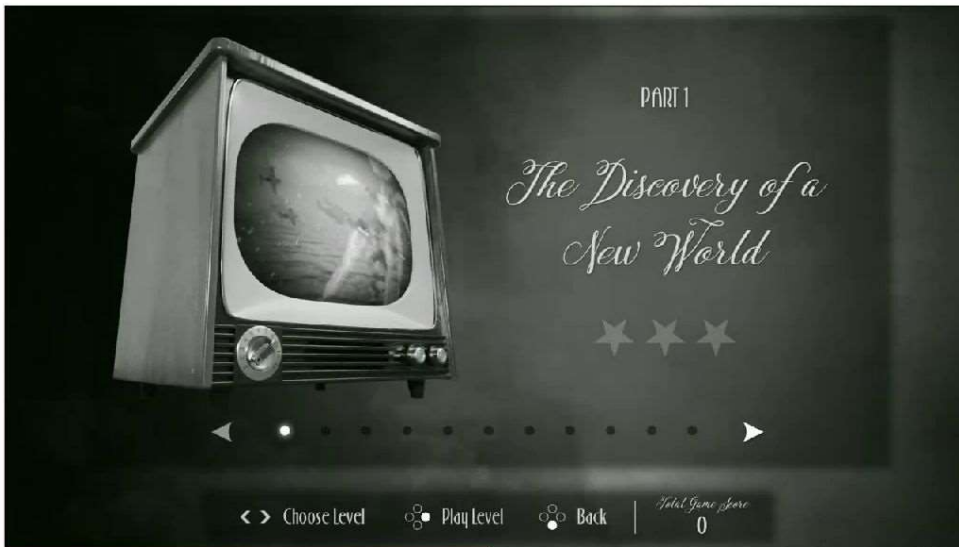 PART 1
The Discovery of a
New World
Choose Level
Play Level
Back
Total Game Score
0